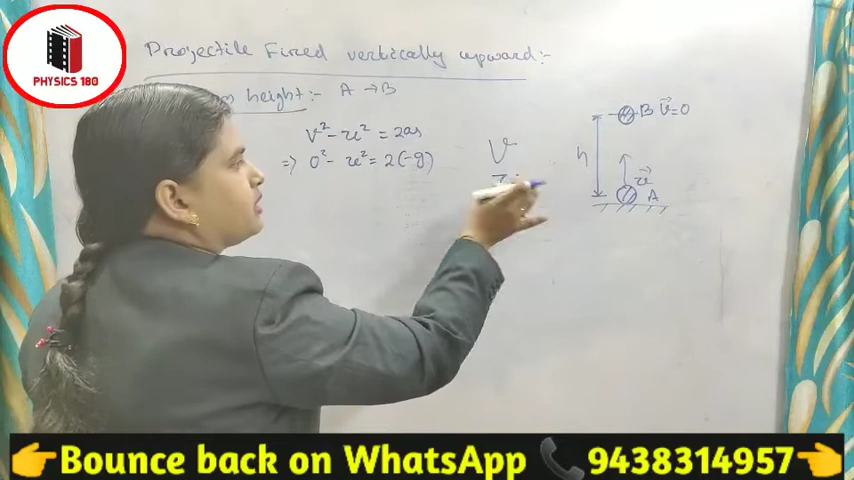 PHYSICS 180
Projectile Fired vertically upward:-
height:- A → B
V² - u² = 2as
⇒ 0² - u² = 2(-g)
V
h
B v⃗=0
u⃗
A
Bounce back on WhatsApp 9438314957